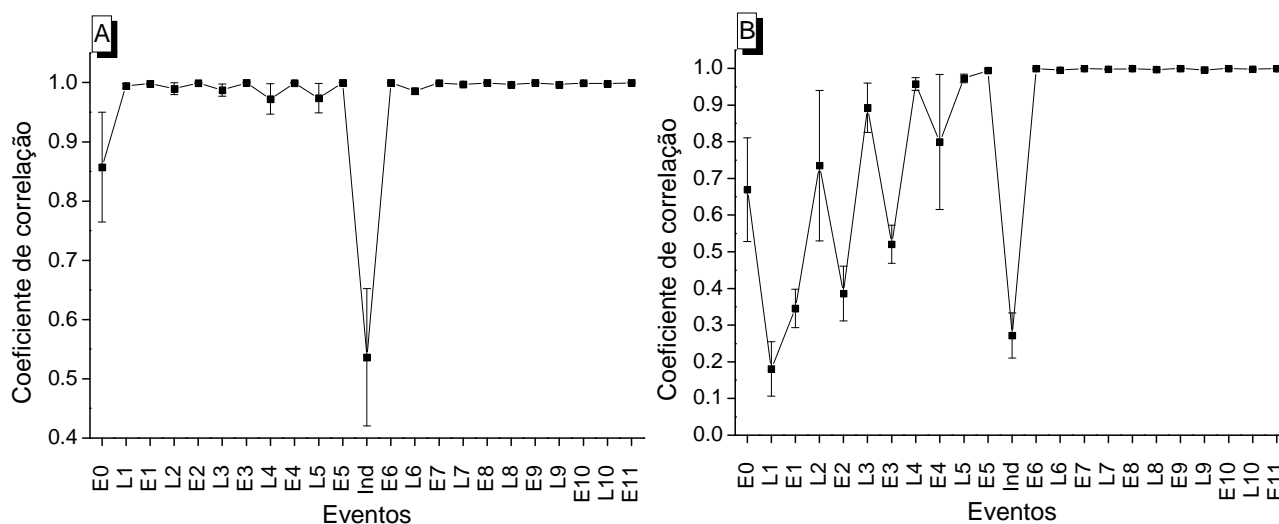 A
1.0
0.9
0.8
0.7
0.6
0.5
0.4
Coeficiente de correlação
E0 L1 E1 L2 E2 L3 E3 L4 E4 L5 E5 Ind E6 L6 E7 L7 E8 L8 E9 L9 E10 L10 E11
Eventos
B
1.0
0.9
0.8
0.7
0.6
0.5
0.4
0.3
0.2
0.1
0.0
Coeficiente de correlação
E0 L1 E1 L2 E2 L3 E3 L4 E4 L5 E5 Ind E6 L6 E7 L7 E8 L8 E9 L9 E10 L10 E11
Eventos